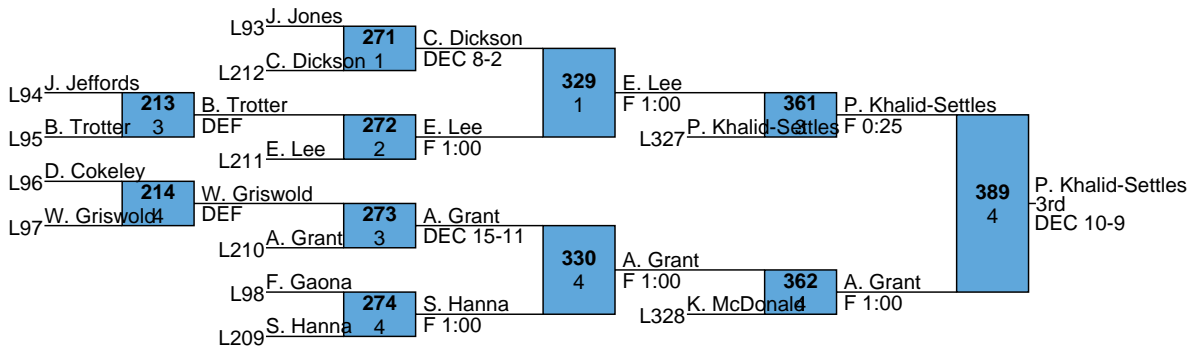 L93 J. Jones
271
1
L212 C. Dickson
C. Dickson
DEC 8-2
L94 J. Jeffords
213
3
L95 B. Trotter
B. Trotter
DEF
272
2
L211 E. Lee
E. Lee
F 1:00
329
1
E. Lee
F 1:00
L327 P. Khalid-Settles
361
P. Khalid-Settles
F 0:25
L96 D. Cokeley
214
4
L97 W. Griswold
W. Griswold
DEF
273
3
L210 A. Grant
A. Grant
DEC 15-11
L98 F. Gaona
274
4
L209 S. Hanna
S. Hanna
F 1:00
330
4
A. Grant
F 1:00
L328 K. McDonald
362
4
A. Grant
F 1:00
389
4
P. Khalid-Settles
3rd
DEC 10-9